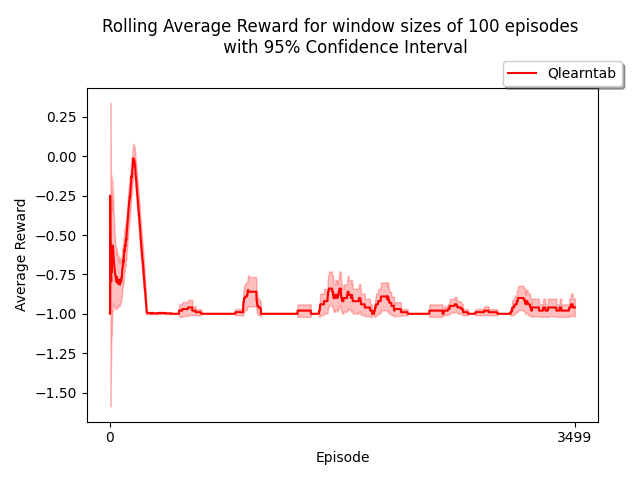 Rolling Average Reward for window sizes of 100 episodes
with 95% Confidence Interval
Qlearntab
0.25
0.00
−0.25
−0.50
−0.75
−1.00
−1.25
−1.50
Average Reward
0
3499
Episode